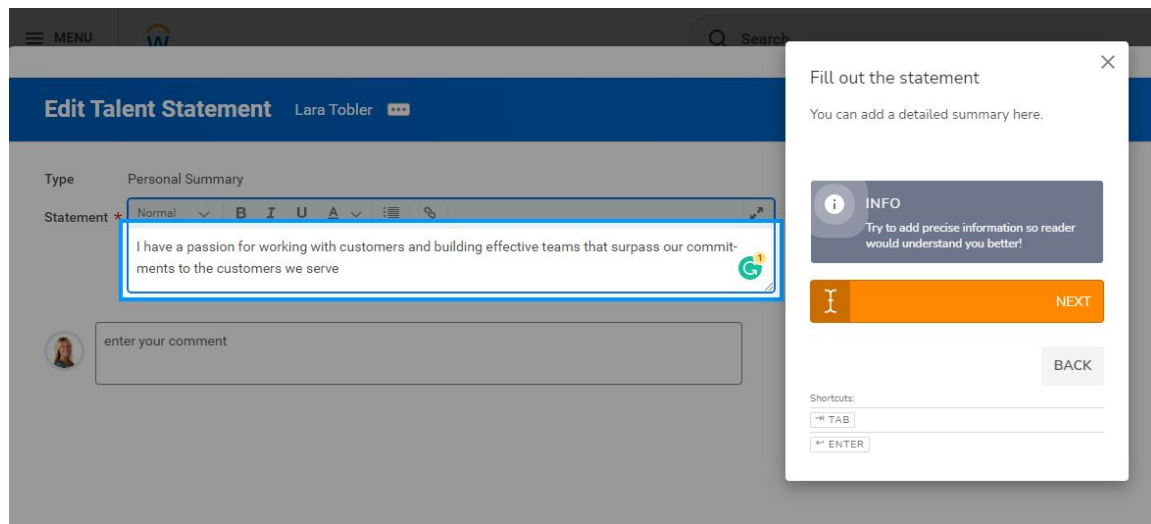 MENU
W
Search
Edit Talent Statement Lara Tobler
Type Personal Summary
Statement * Normal B I U A
I have a passion for working with customers and building effective teams that surpass our commit-
ments to the customers we serve
G 1
enter your comment
Fill out the statement
You can add a detailed summary here.
i INFO
Try to add precise information so reader
would understand you better!
NEXT
BACK
Shortcuts:
TAB
ENTER